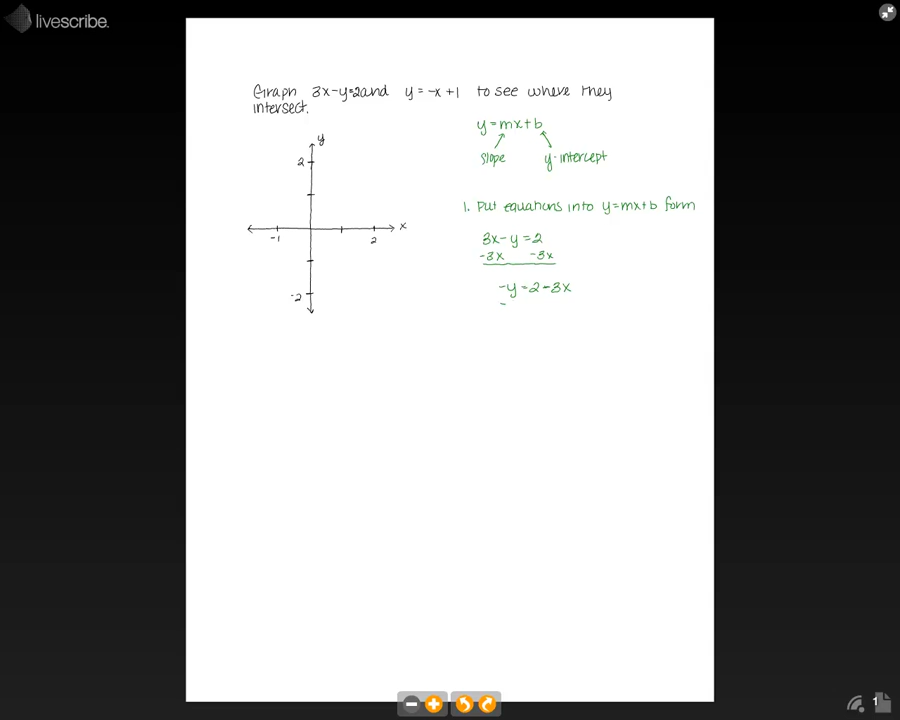 livescribe.
Graph 3x-y=2 and y = -x +1 to see where they
intersect.
y = mx + b
slope y-intercept
y
2
-1 2 x
-2
1. Put equations into y=mx+b form
3x - y = 2
-3x -3x
-y = 2 - 3x
-
1